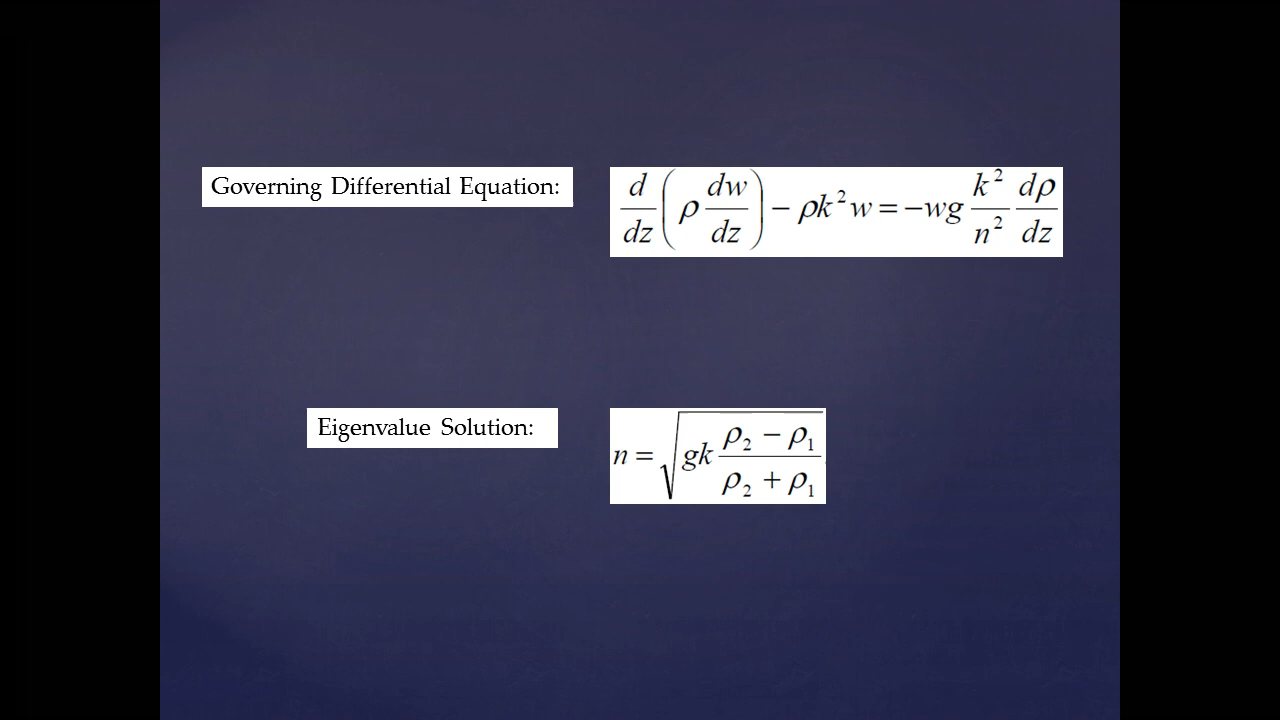 Governing Differential Equation:
d/dz (ρ dw/dz) − ρk²w = −wg k²/n² dρ/dz
Eigenvalue Solution:
n = √(gk (ρ₂ − ρ₁)/(ρ₂ + ρ₁))